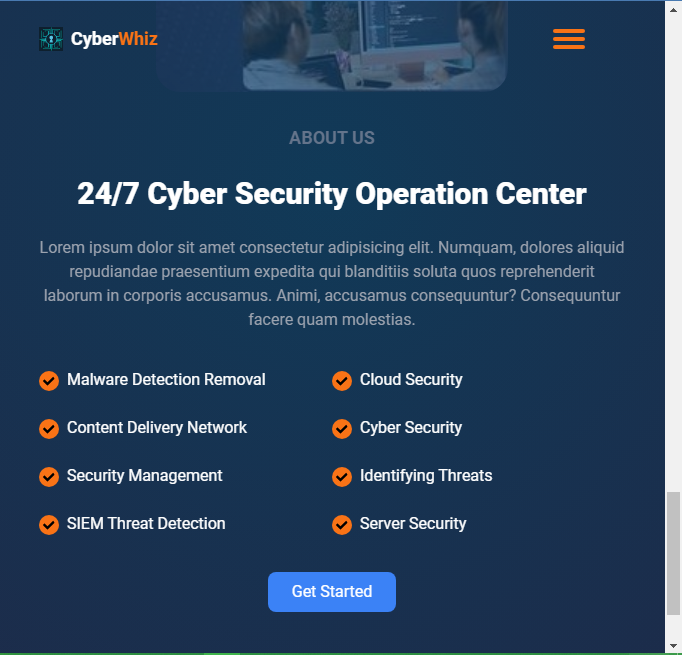 CyberWhiz
ABOUT US
24/7 Cyber Security Operation Center
Lorem ipsum dolor sit amet consectetur adipisicing elit. Numquam, dolores aliquid
repudiandae praesentium expedita qui blanditiis soluta quos reprehenderit
laborum in corporis accusamus. Animi, accusamus consequuntur? Consequuntur
facere quam molestias.
Malware Detection Removal
Cloud Security
Content Delivery Network
Cyber Security
Security Management
Identifying Threats
SIEM Threat Detection
Server Security
Get Started